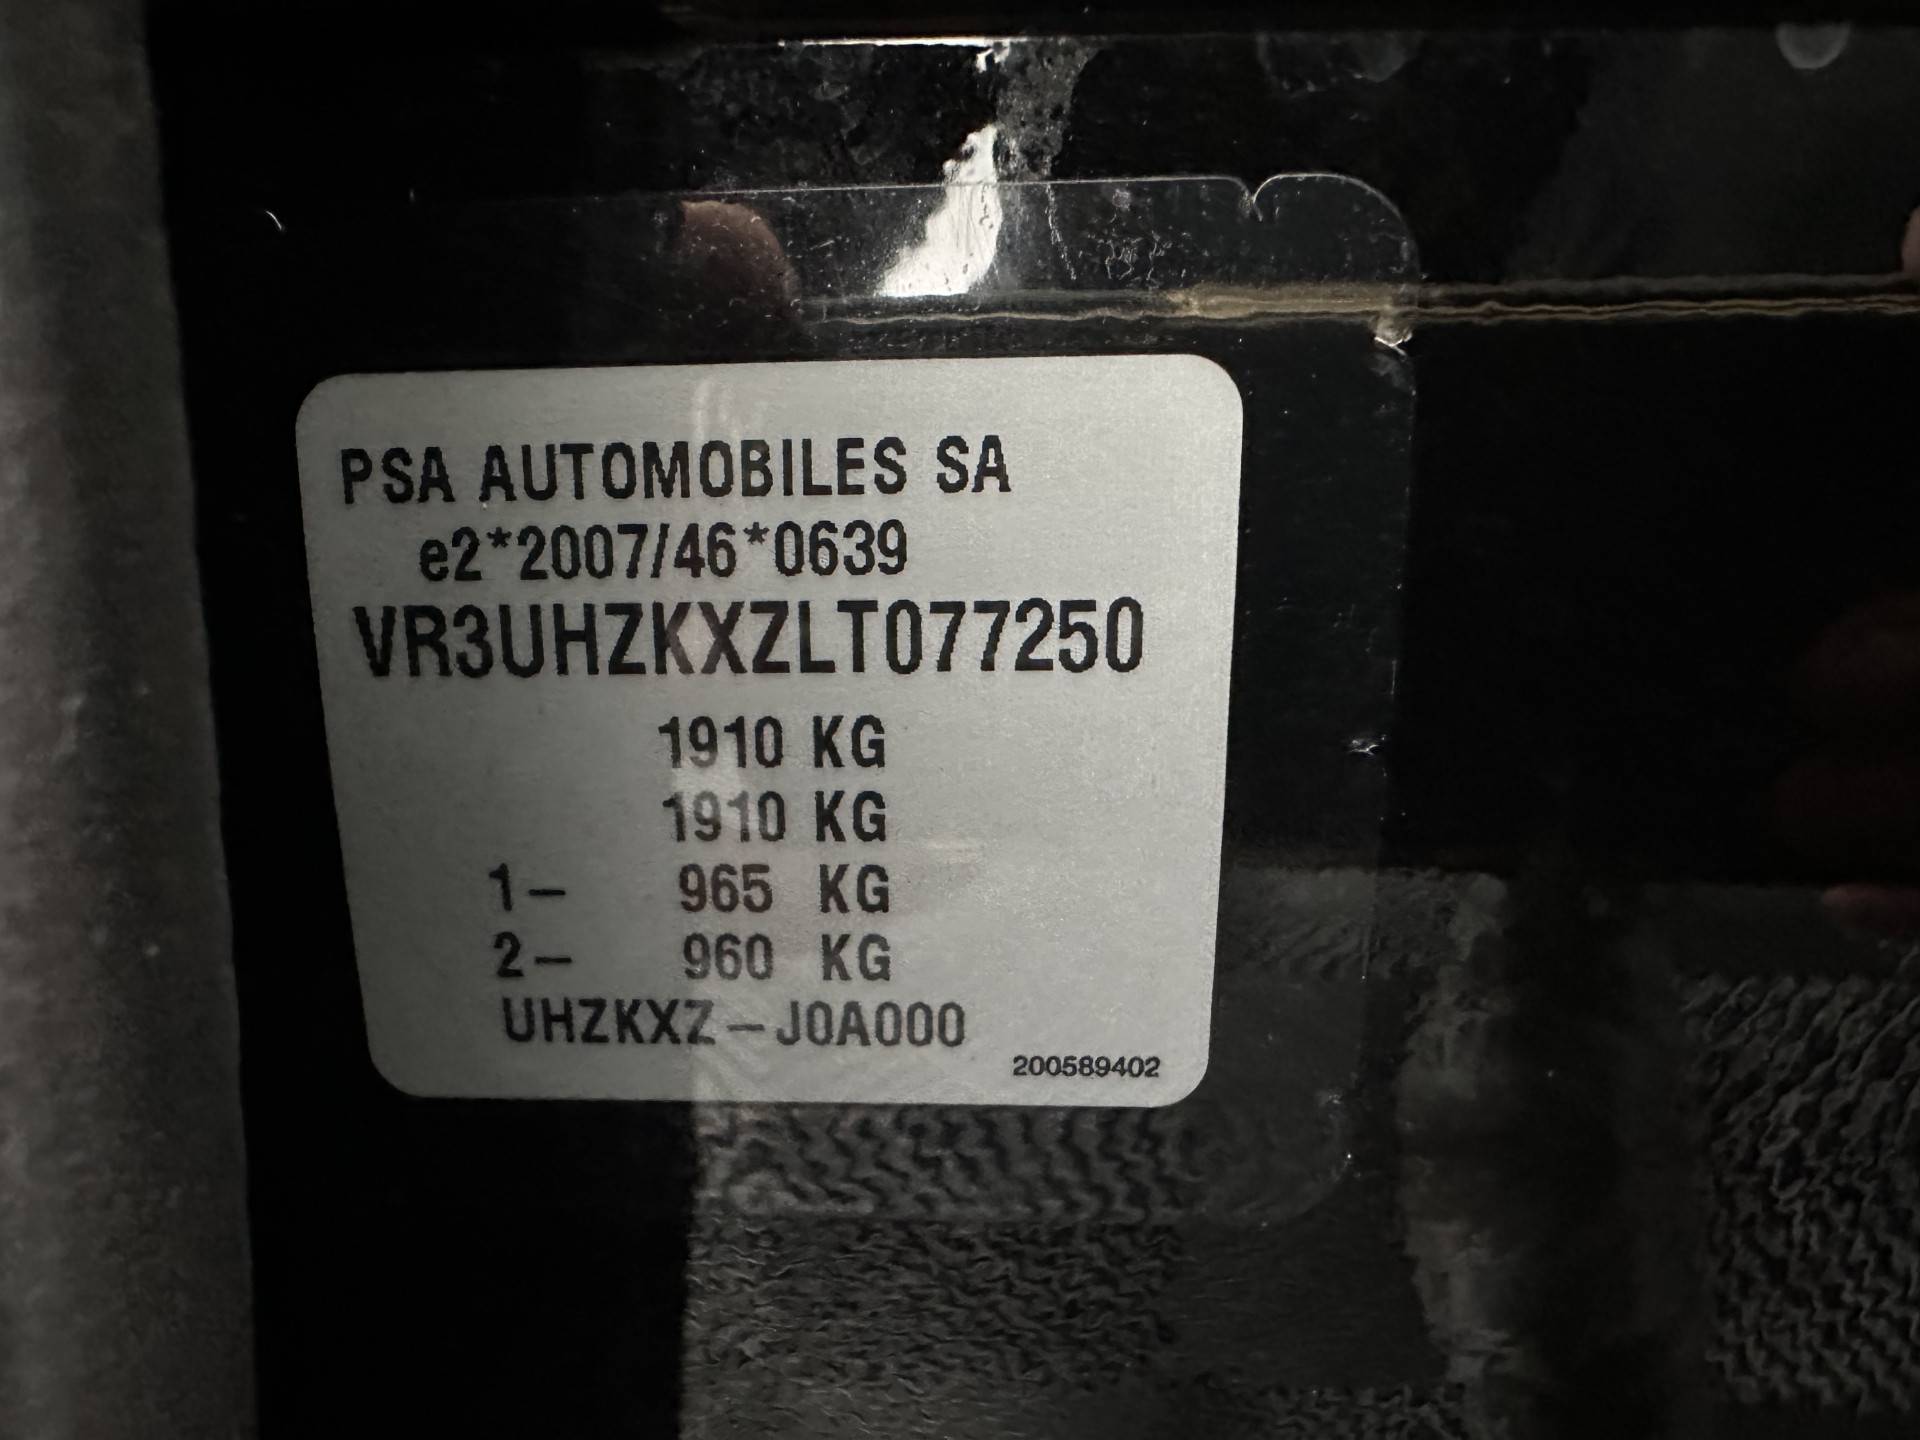 PSA AUTOMOBILES SA
e2*2007/46*0639
VR3UHZKXZLT077250
1910 KG
1910 KG
1– 965 KG
2– 960 KG
UHZKXZ – J0A000
200589402